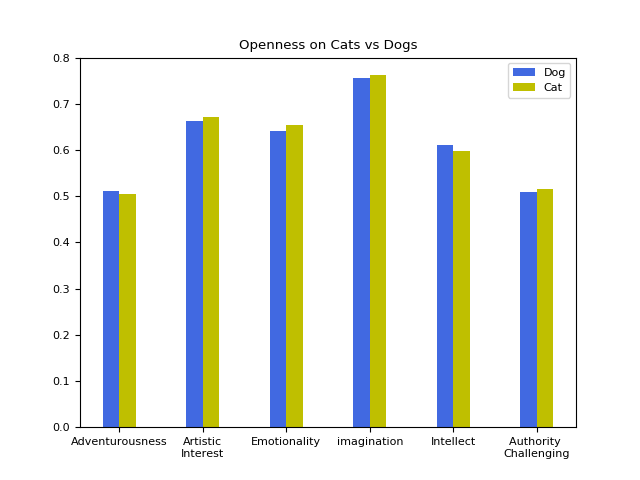 Openness on Cats vs Dogs
Dog
Cat
0.8
0.7
0.6
0.5
0.4
0.3
0.2
0.1
0.0
Adventurousness
Artistic
Interest
Emotionality
imagination
Intellect
Authority
Challenging